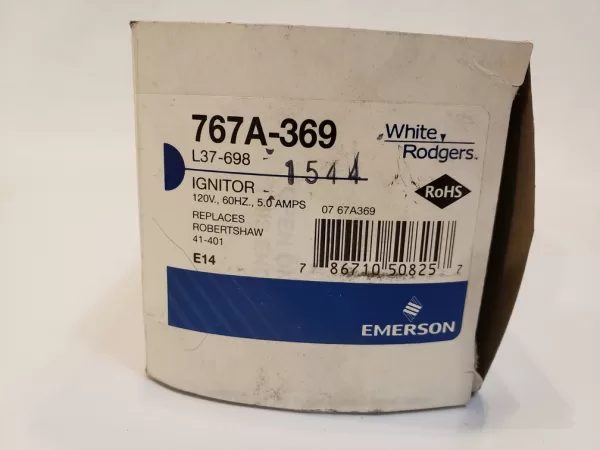 767A-369
White
Rodgers
L37-698
1544
IGNITOR
120V., 60HZ., 5.0 AMPS
REPLACES
ROBERTSHAW
41-401
E14
RoHS
07 67A369
7 86710 50825 7
EMERSON